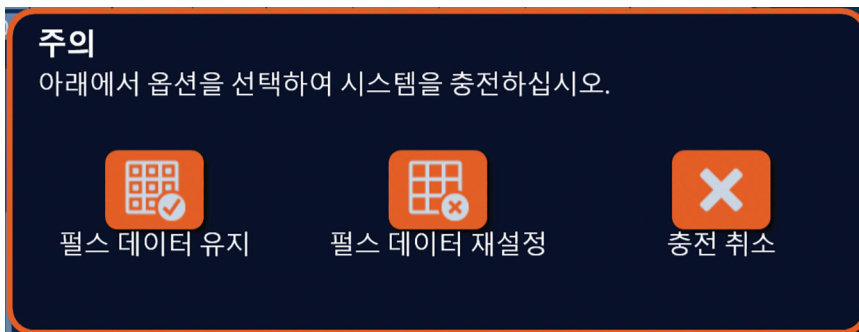 주의
아래에서 옵션을 선택하여 시스템을 충전하십시오.
펄스 데이터 유지
펄스 데이터 재설정
충전 취소